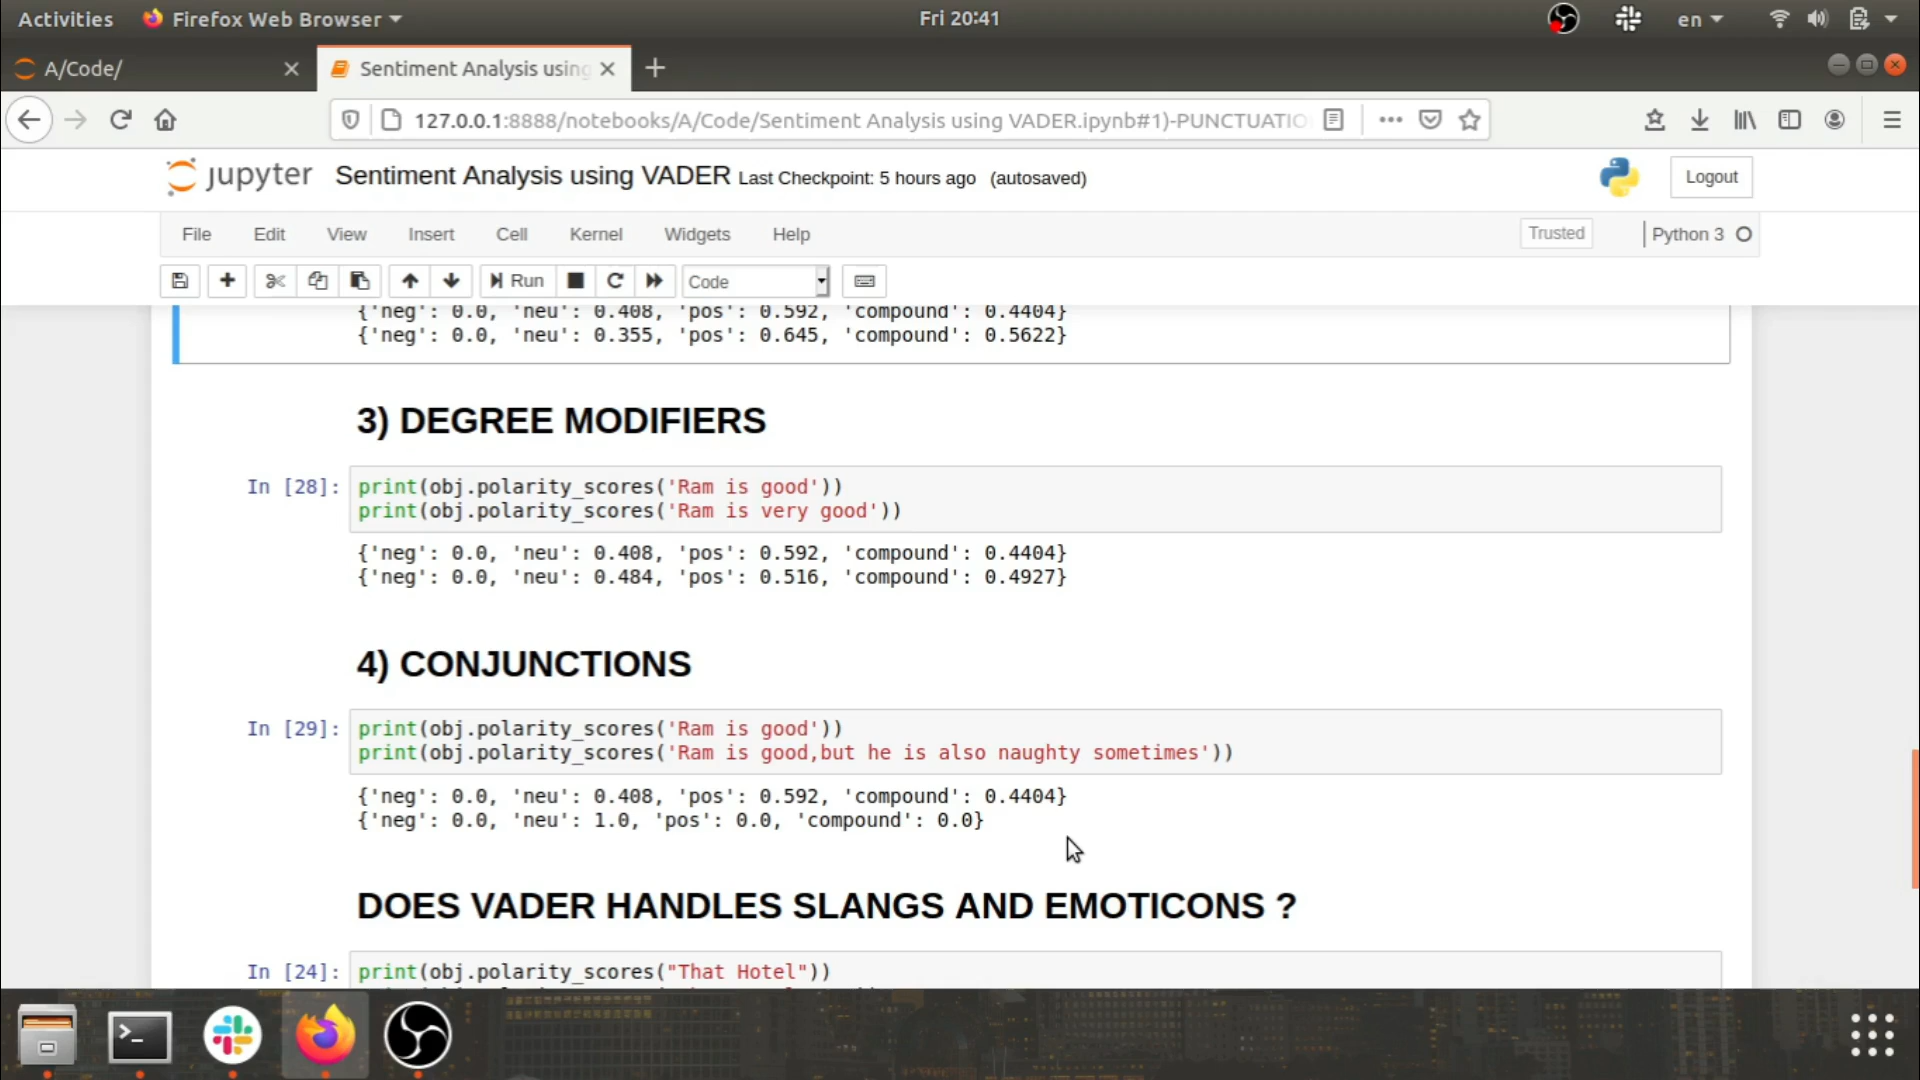 Activities
Firefox Web Browser
Fri 20:41
en
A/Code/
Sentiment Analysis using
127.0.0.1:8888/notebooks/A/Code/Sentiment Analysis using VADER.ipynb#1)-PUNCTUATIO
jupyter
Sentiment Analysis using VADER Last Checkpoint: 5 hours ago (autosaved)
Logout
File Edit View Insert Cell Kernel Widgets Help
Trusted
Python 3
Run
Code
{'neg': 0.0, 'neu': 0.408, 'pos': 0.592, 'compound': 0.4404}
{'neg': 0.0, 'neu': 0.355, 'pos': 0.645, 'compound': 0.5622}
3) DEGREE MODIFIERS
In [28]: print(obj.polarity_scores('Ram is good'))
print(obj.polarity_scores('Ram is very good'))
{'neg': 0.0, 'neu': 0.408, 'pos': 0.592, 'compound': 0.4404}
{'neg': 0.0, 'neu': 0.484, 'pos': 0.516, 'compound': 0.4927}
4) CONJUNCTIONS
In [29]: print(obj.polarity_scores('Ram is good'))
print(obj.polarity_scores('Ram is good,but he is also naughty sometimes'))
{'neg': 0.0, 'neu': 0.408, 'pos': 0.592, 'compound': 0.4404}
{'neg': 0.0, 'neu': 1.0, 'pos': 0.0, 'compound': 0.0}
DOES VADER HANDLES SLANGS AND EMOTICONS ?
In [24]: print(obj.polarity_scores("That Hotel"))